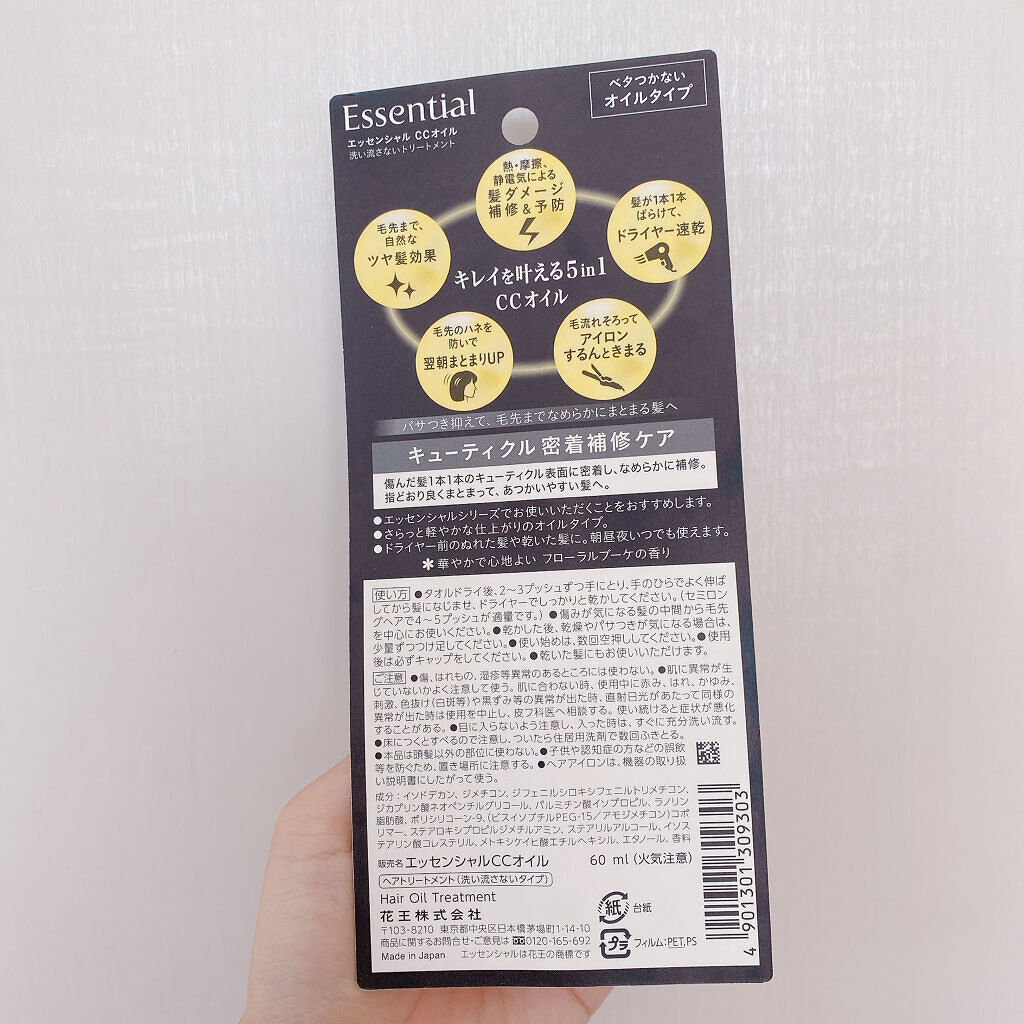 Essential
エッセンシャル CCオイル
洗い流さないトリートメント
ベタつかない
オイルタイプ
熱・摩擦、
静電気による
髪ダメージ
補修&予防
毛先まで、
自然な
ツヤ髪効果
髪が1本1本
ばらけて、
ドライヤー速乾
キレイを叶える5in1
CCオイル
毛先のハネを
防いで
翌朝まとまりUP
毛流れそろって
アイロン
するんときまる
パサつき抑えて、毛先までなめらかにまとまる髪へ
キューティクル密着補修ケア
傷んだ髪1本1本のキューティクル表面に密着し、なめらかに補修。
指どおり良くまとまって、あつかいやすい髪へ。
●エッセンシャルシリーズでお使いいただくことをおすすめします。
●さらっと軽やかな仕上がりのオイルタイプ。
●ドライヤー前のぬれた髪や乾いた髪に。朝昼夜いつでも使えます。
✱華やかで心地よい フローラルブーケの香り
使い方 ●タオルドライ後、2〜3プッシュずつ手にとり、手のひらでよく伸ば
してから髪になじませ、ドライヤーでしっかりと乾かしてください。(セミロン
グヘアで4〜5プッシュが適量です。) ●傷みが気になる髪の中間から毛先
を中心にお使いください。●乾かした後、乾燥やパサつきが気になる場合は、
少量ずつつけ足してください。●使い始めは、数回空押ししてください。●使用
後は必ずキャップをしてください。●乾いた髪にもお使いいただけます。
ご注意 ●傷、はれもの、湿疹等異常のあるところには使わない。●肌に異常が生
じていないかよく注意して使う。肌に合わない時、使用中に赤み、はれ、かゆみ、
刺激、色抜け(白斑等)や黒ずみ等の異常が出た時、直射日光があたって同様の
異常が出た時は使用を中止し、皮フ科医へ相談する。使い続けると症状が悪化
することがある。●目に入らないよう注意し、入った時は、すぐに充分洗い流す。
●床につくとすべるので注意し、ついたら住居用洗剤で数回ふきとる。
●本品は頭髪以外の部位に使わない。●子供や認知症の方などの誤飲
等を防ぐため、置き場所に注意する。●ヘアアイロンは、機器の取り扱
い説明書にしたがって使う。
成分：イソドデカン、ジメチコン、ジフェニルシロキシフェニルトリメチコン、
ジカプリン酸ネオペンチルグリコール、パルミチン酸イソプロピル、ラノリン
脂肪酸、ポリシリコーン-9、(ビスイソブチルPEG-15/アモジメチコン)コポ
リマー、ステアロキシプロピルジメチルアミン、ステアリルアルコール、イソス
テアリン酸コレステリル、メトキシケイヒ酸エチルヘキシル、エタノール、香料
販売名 エッセンシャルCCオイル 60 ml (火気注意)
ヘアトリートメント(洗い流さないタイプ)
Hair Oil Treatment
花王株式会社
〒103-8210 東京都中央区日本橋茅場町1-14-10
商品に関するお問合せ・ご意見は 0120-165-692
Made in Japan エッセンシャルは花王の商標です
紙 台紙
プラ フィルム:PET,PS
4 901301 309303